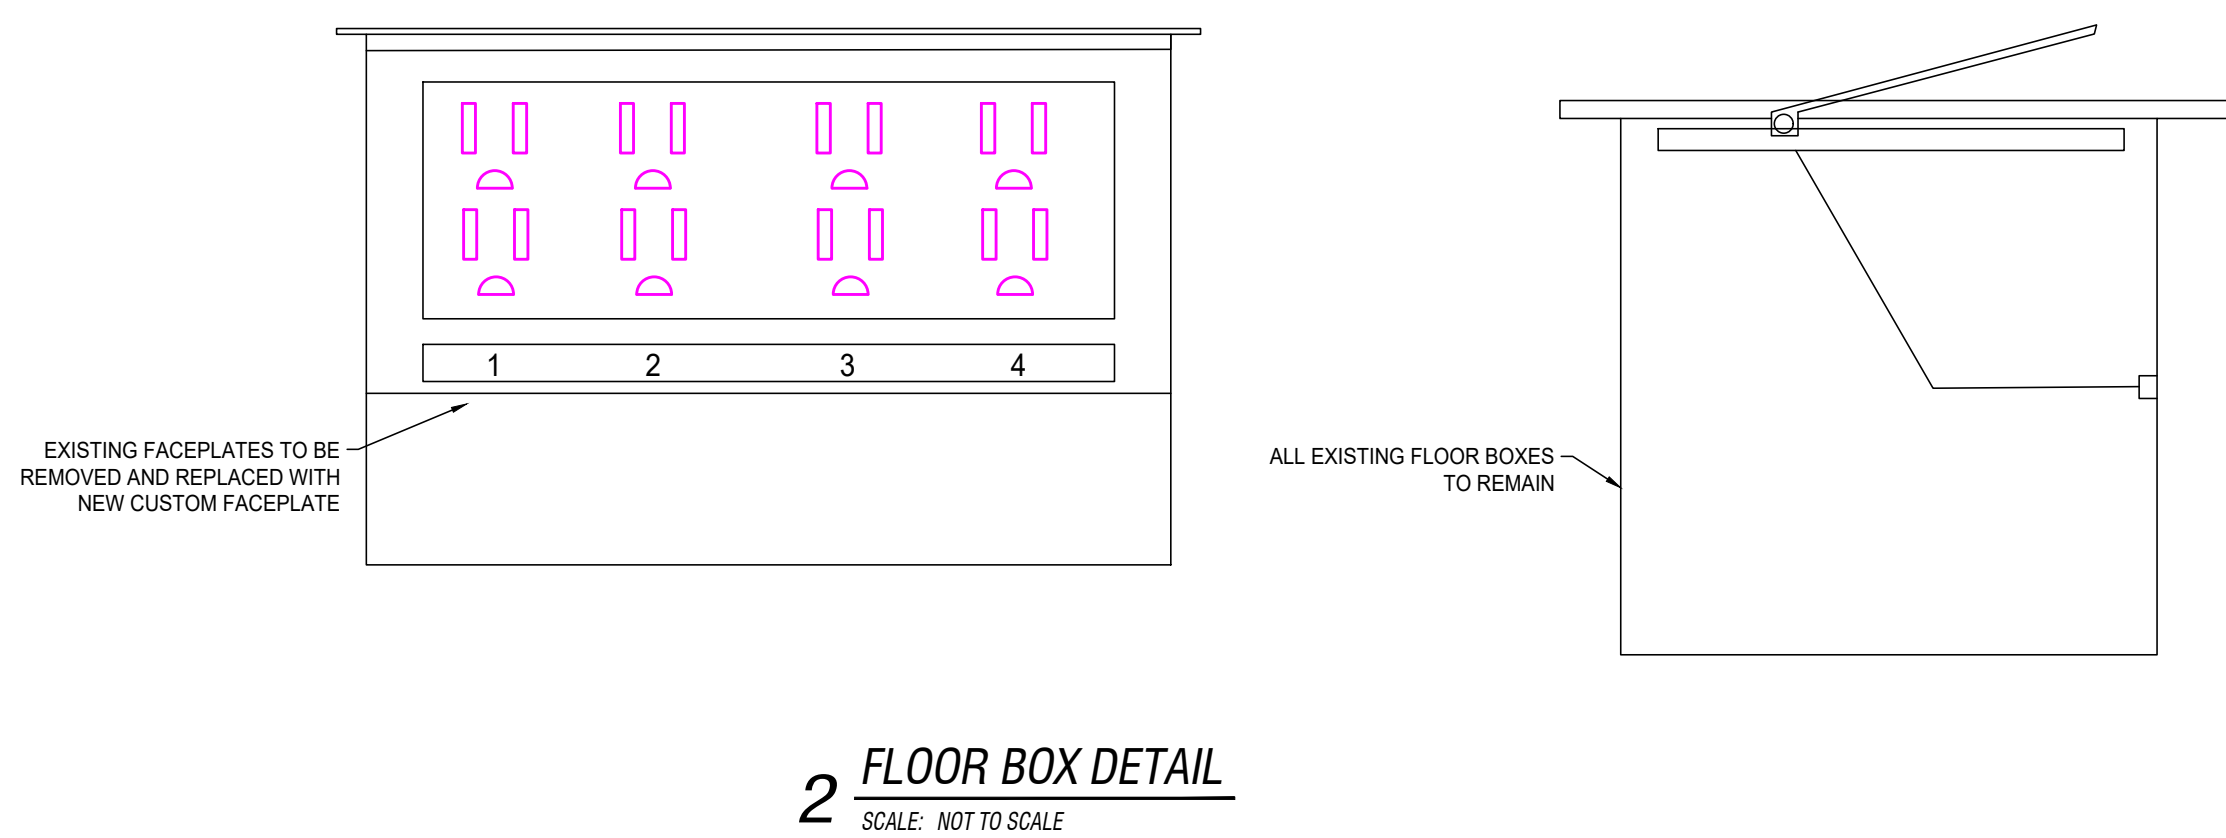 1 2 3 4
EXISTING FACEPLATES TO BE
REMOVED AND REPLACED WITH
NEW CUSTOM FACEPLATE
ALL EXISTING FLOOR BOXES
TO REMAIN
2 FLOOR BOX DETAIL
SCALE: NOT TO SCALE